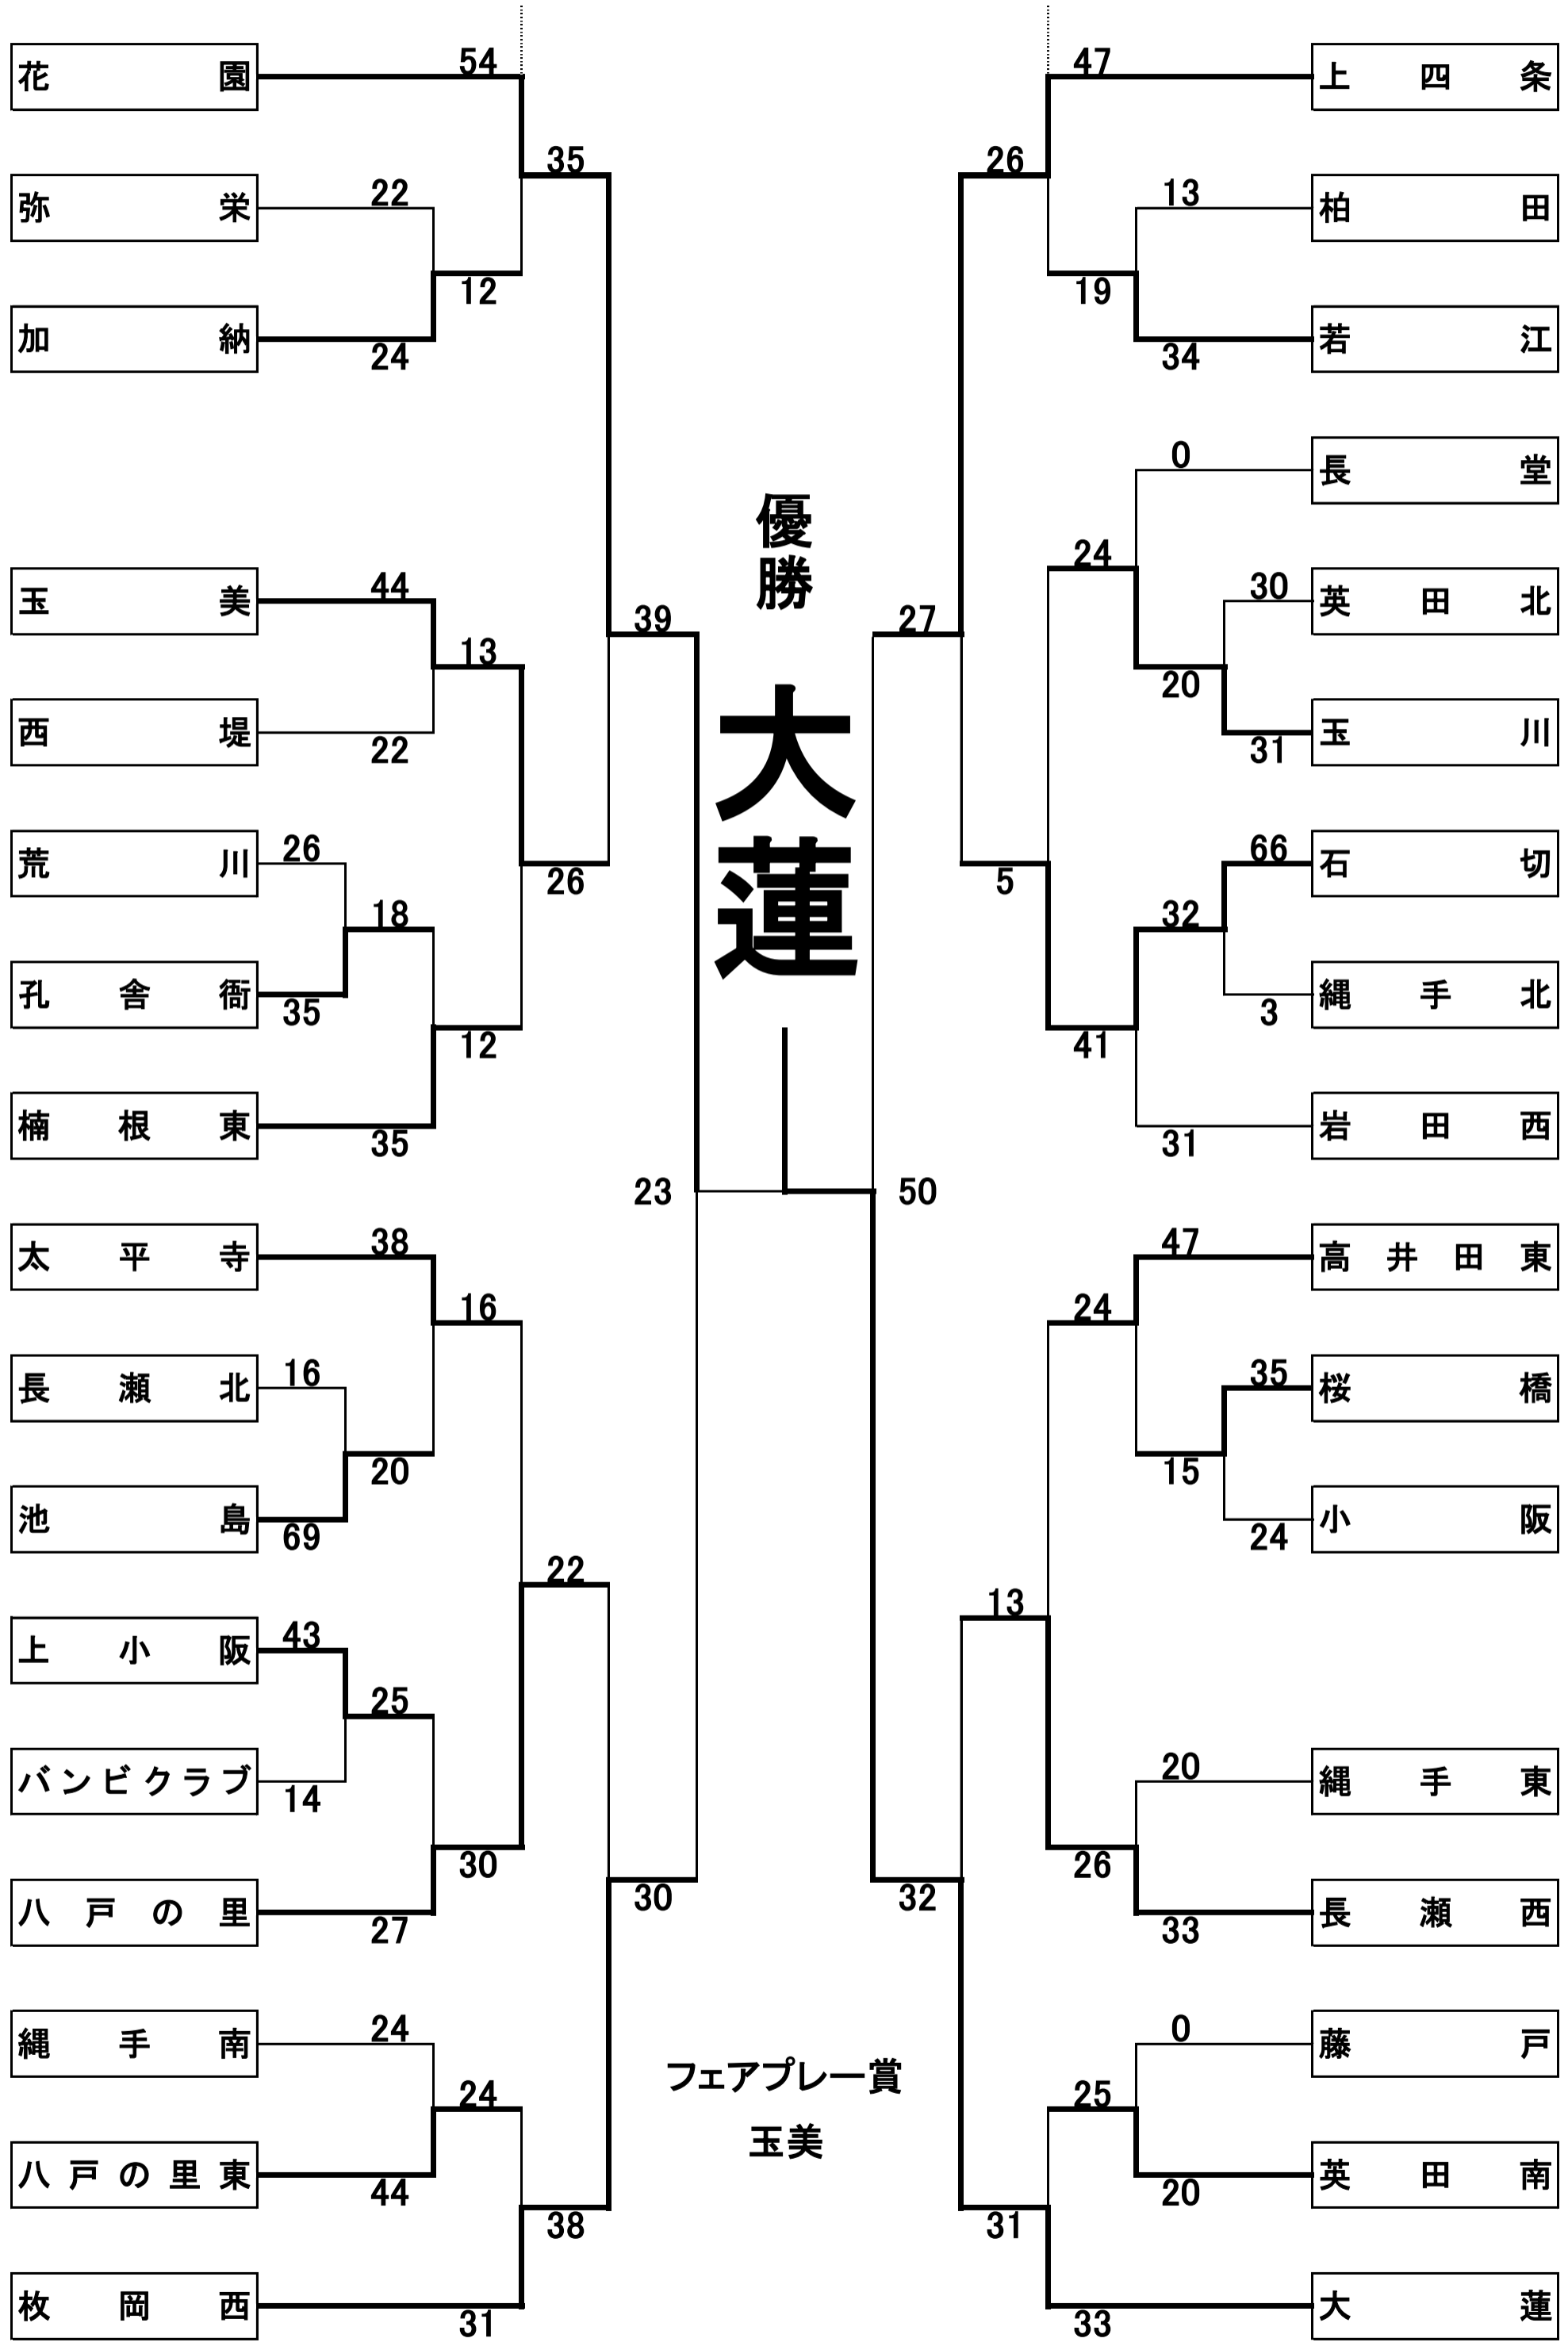 花園
54
弥栄
22
加納
24
12
35
玉美
44
西堤
22
13
荒川
26
孔舎衙
35
18
楠根東
35
12
26
39
太平寺
38
長瀬北
16
池島
69
20
16
上小阪
43
バンビクラブ
14
25
八戸の里
27
30
22
縄手南
24
八戸の里東
44
24
枚岡西
31
38
30
23
優勝
大蓮
50
上四条
47
柏田
13
若江
34
19
26
長堂
0
英田北
30
玉川
31
20
24
石切
66
縄手北
3
32
岩田西
31
41
5
27
高井田東
47
桜橋
35
小阪
24
15
24
縄手東
20
長瀬西
33
26
13
藤戸
0
英田南
20
25
大蓮
33
31
32
フェアプレー賞
玉美